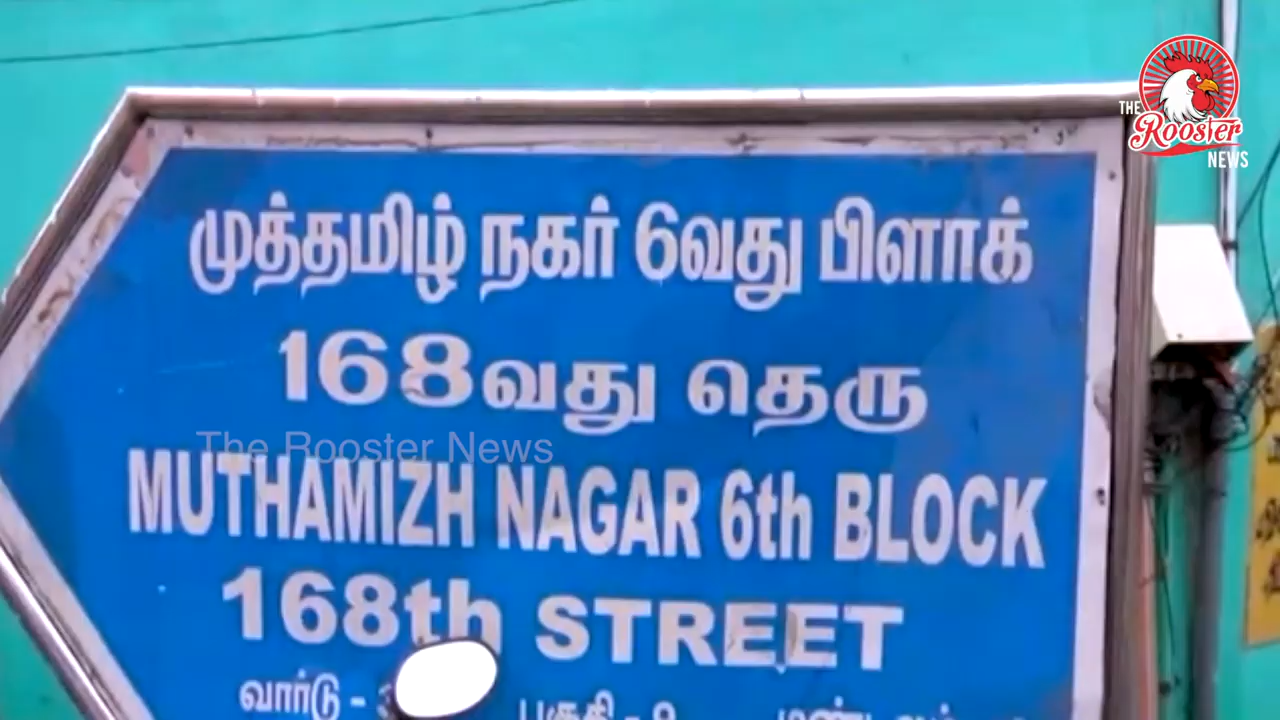 முத்தமிழ் நகர் 6வது பிளாக்
168வது தெரு
MUTHAMIZH NAGAR 6th BLOCK
168th STREET
வார்டு -
THE
Rooster
NEWS
The Rooster News